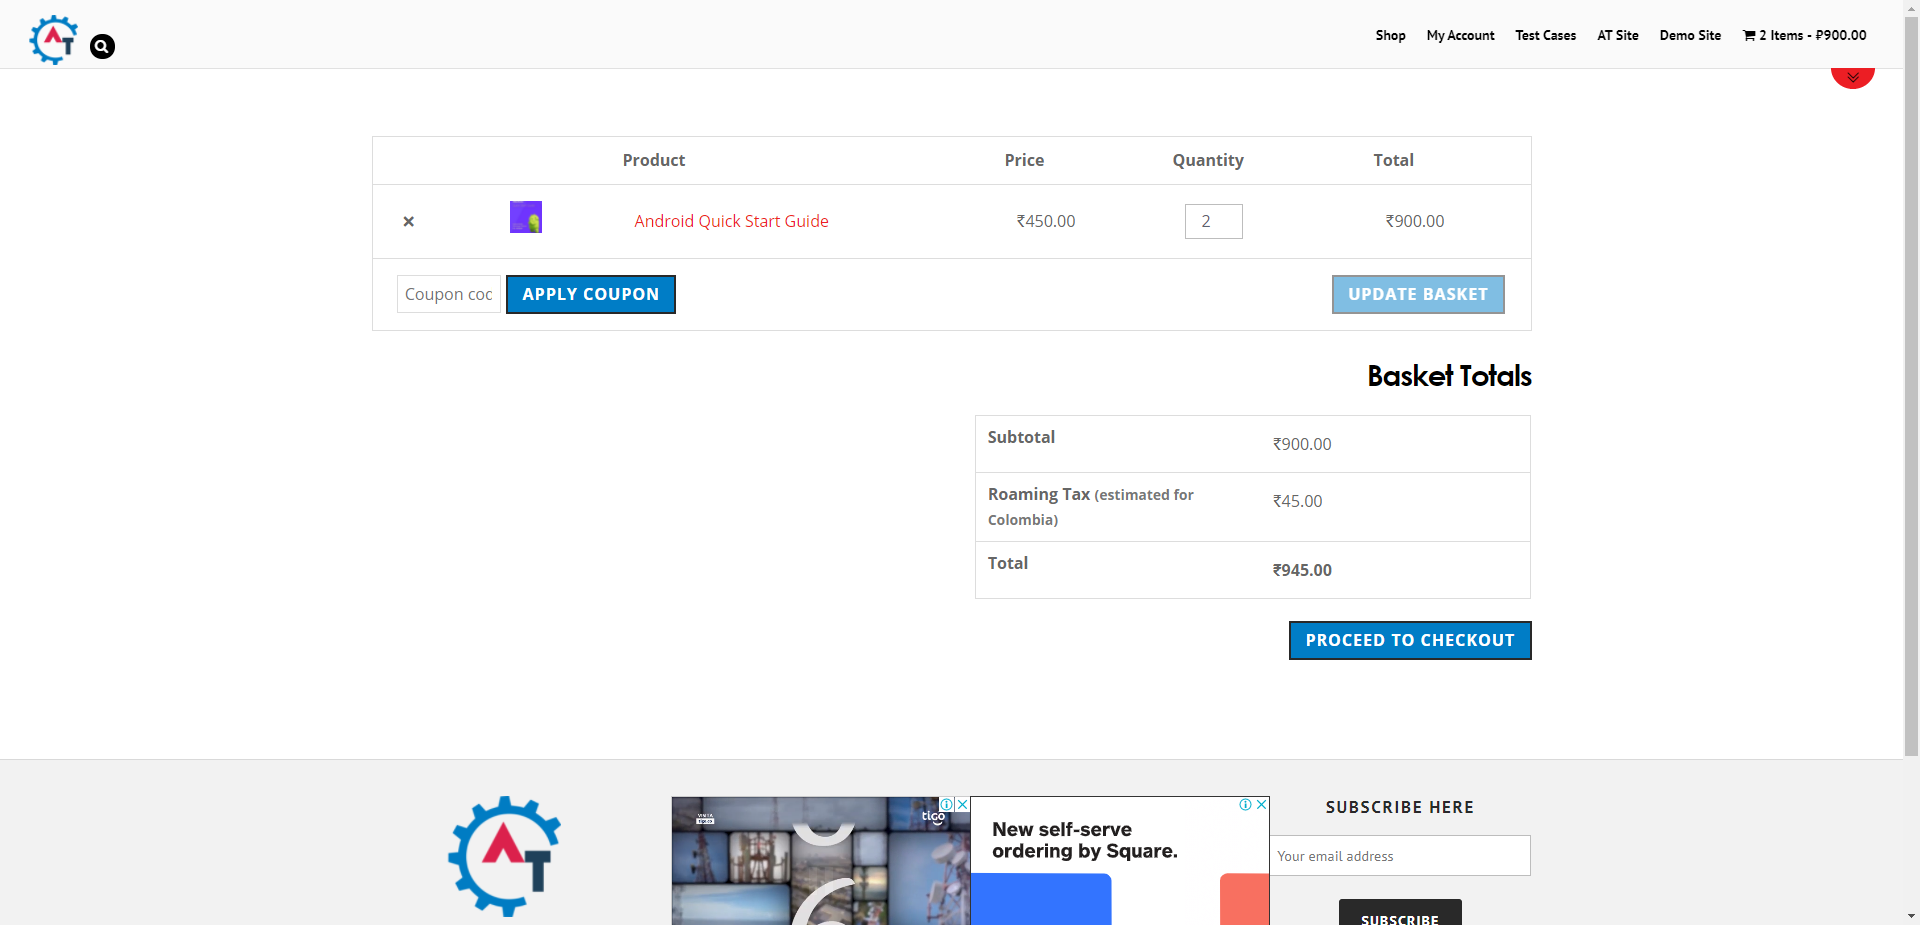 AT
Shop My Account Test Cases AT Site Demo Site 2 Items - ₽900.00
Product Price Quantity Total
× Android Quick Start Guide ₹450.00 2 ₹900.00
Coupon coc APPLY COUPON UPDATE BASKET
Basket Totals
Subtotal ₹900.00
Roaming Tax (estimated for
Colombia) ₹45.00
Total ₹945.00
PROCEED TO CHECKOUT
AT
tigo
New self-serve
ordering by Square.
SUBSCRIBE HERE
Your email address
SUBSCRIBE